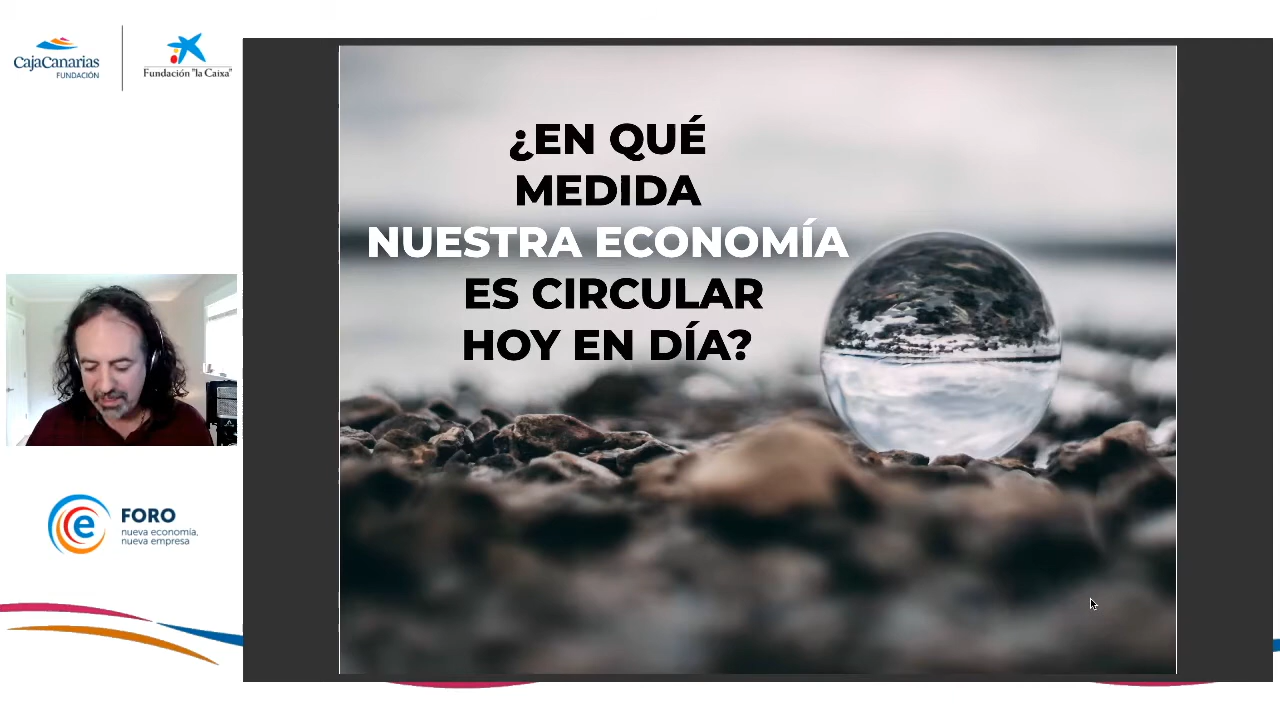 CajaCanarias
FUNDACIÓN
Fundación "la Caixa"
¿EN QUÉ
MEDIDA
NUESTRA ECONOMÍA
ES CIRCULAR
HOY EN DÍA?
e
FORO
nueva economía,
nueva empresa